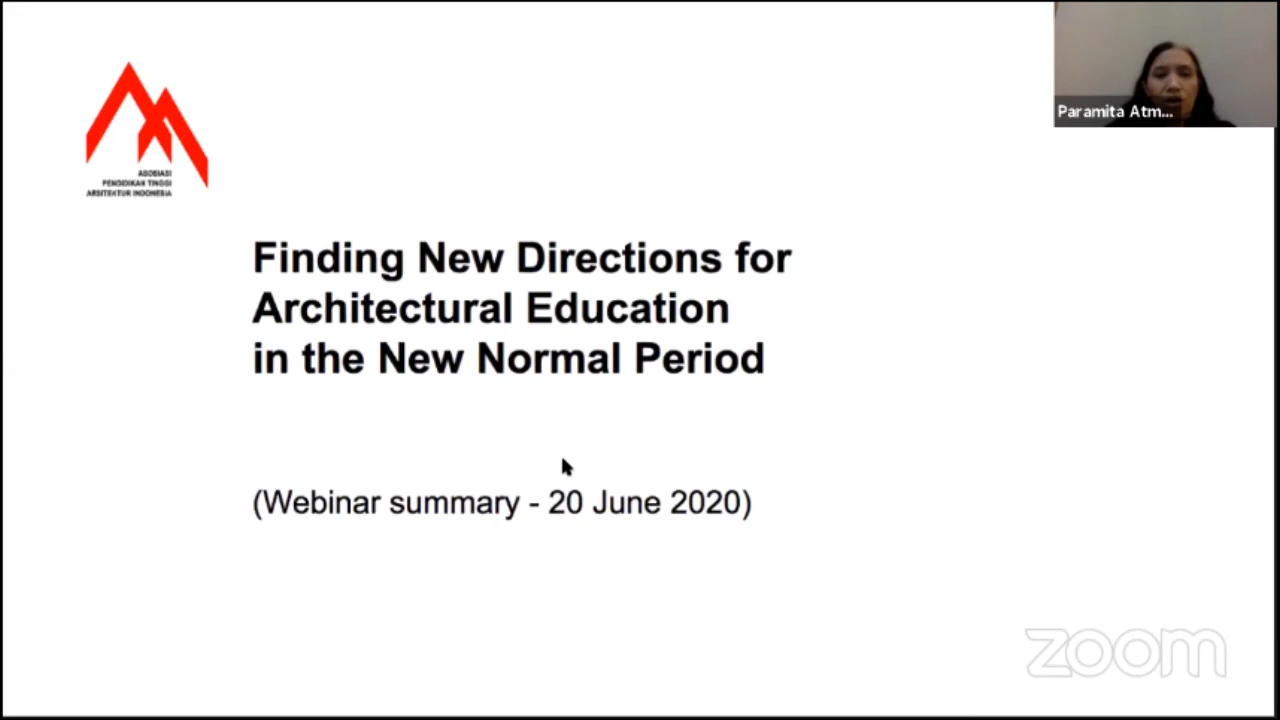 Paramita Atm...
ASOSIASI
PENDIDIKAN TINGGI
ARSITEKTUR INDONESIA
Finding New Directions for
Architectural Education
in the New Normal Period
(Webinar summary - 20 June 2020)
zoom